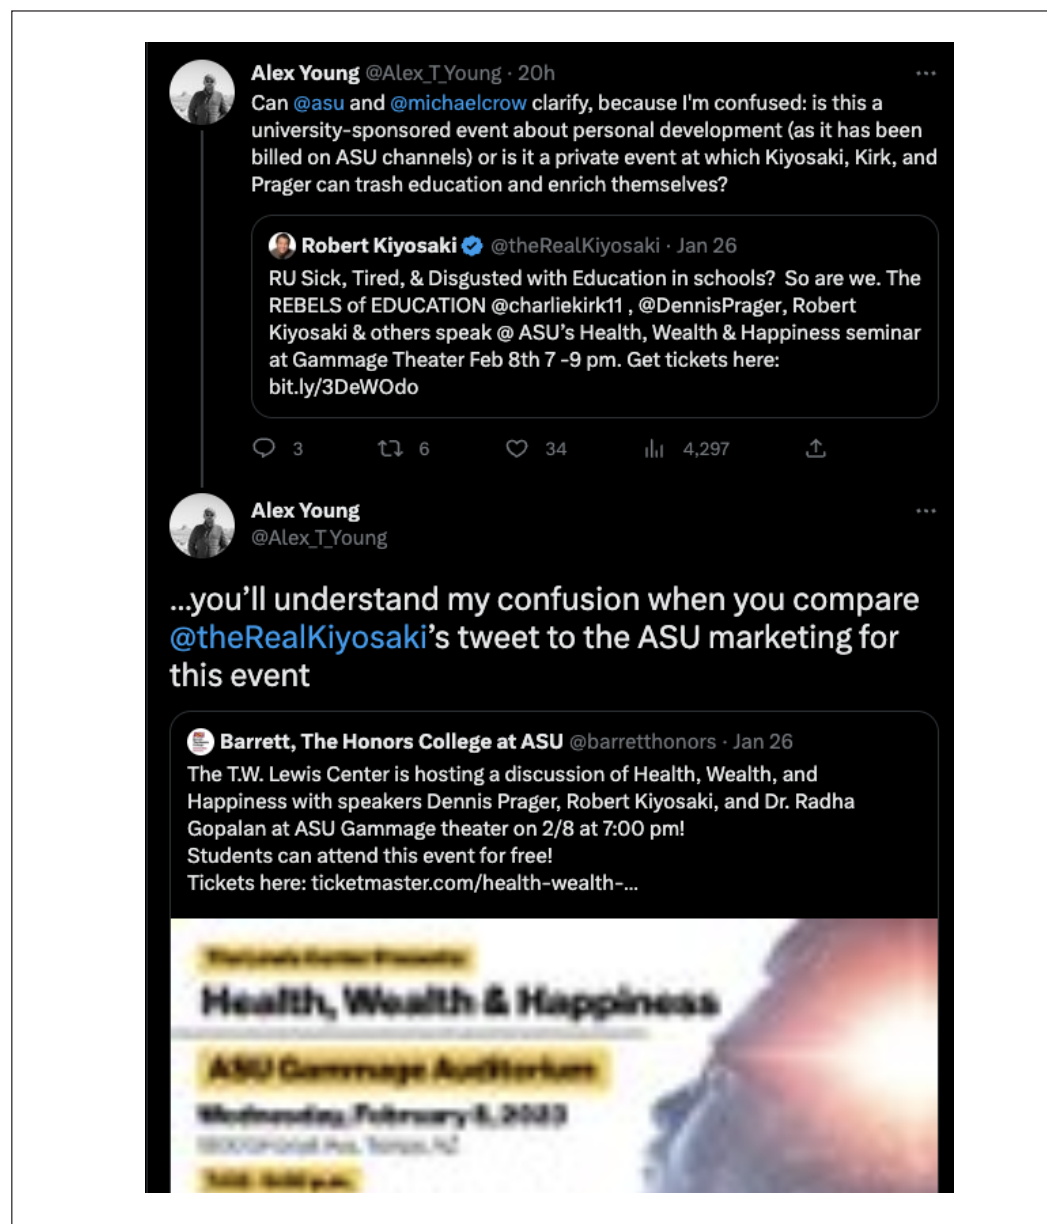 Alex Young @Alex_T_Young · 20h
Can @asu and @michaelcrow clarify, because I'm confused: is this a
university-sponsored event about personal development (as it has been
billed on ASU channels) or is it a private event at which Kiyosaki, Kirk, and
Prager can trash education and enrich themselves?
Robert Kiyosaki @theRealKiyosaki · Jan 26
RU Sick, Tired, & Disgusted with Education in schools?  So are we. The
REBELS of EDUCATION @charliekirk11 , @DennisPrager, Robert
Kiyosaki & others speak @ ASU's Health, Wealth & Happiness seminar
at Gammage Theater Feb 8th 7 -9 pm. Get tickets here:
bit.ly/3DeWOdo
3 6 34 4,297
Alex Young
@Alex_T_Young
...you'll understand my confusion when you compare
@theRealKiyosaki's tweet to the ASU marketing for
this event
Barrett, The Honors College at ASU @barretthonors · Jan 26
The T.W. Lewis Center is hosting a discussion of Health, Wealth, and
Happiness with speakers Dennis Prager, Robert Kiyosaki, and Dr. Radha
Gopalan at ASU Gammage theater on 2/8 at 7:00 pm!
Students can attend this event for free!
Tickets here: ticketmaster.com/health-wealth-...
The Lewis Center Presents:
Health, Wealth & Happiness
ASU Gammage Auditorium
Wednesday, February 8, 2023